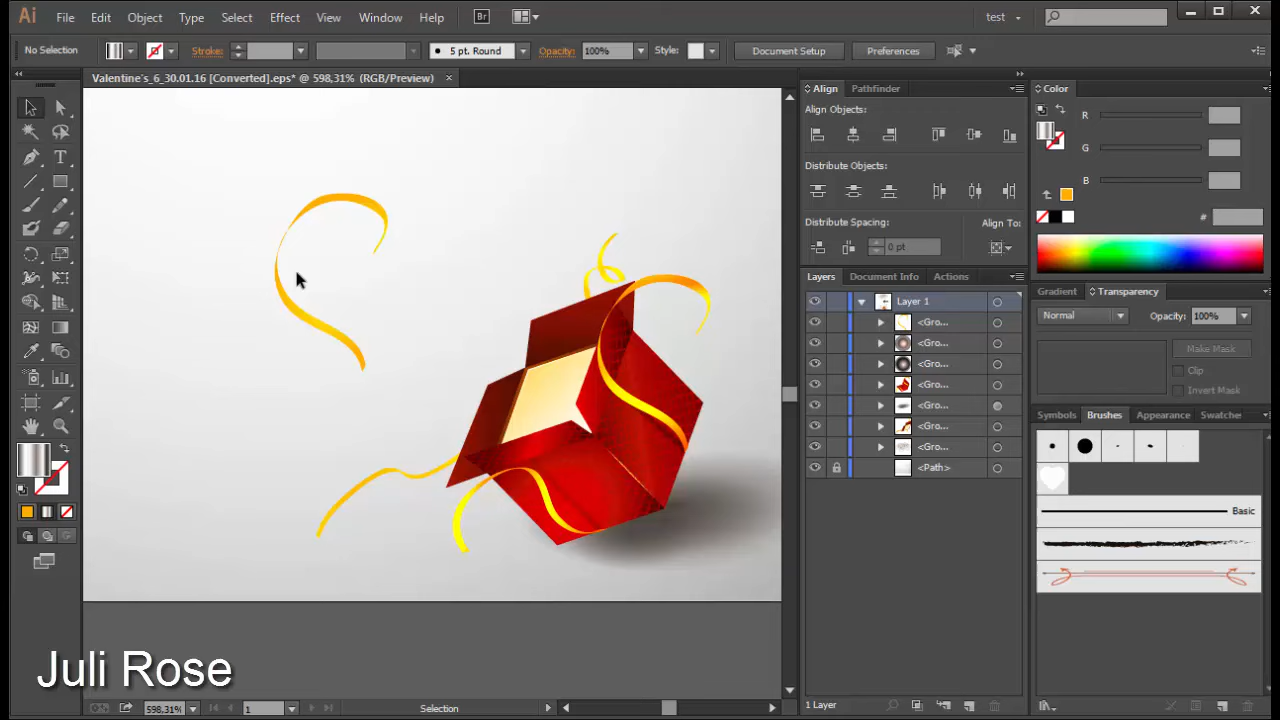 Ai File Edit Object Type Select Effect View Window Help Br test
No Selection Stroke: 5 pt. Round Opacity: 100% Style: Document Setup Preferences
Valentine's_6_30.01.16 [Converted].eps* @ 598,31% (RGB/Preview) ×
Align Pathfinder
Align Objects:
Distribute Objects:
Distribute Spacing: Align To:
0 pt
Layers Document Info Actions
Layer 1
<Gro...
<Gro...
<Gro...
<Gro...
<Gro...
<Gro...
<Gro...
<Path>
1 Layer
Color
R
G
B
#
Gradient Transparency
Normal Opacity: 100%
Make Mask
Clip
Invert Mask
Symbols Brushes Appearance Swatche
Basic
Juli Rose
598,31% 1 Selection